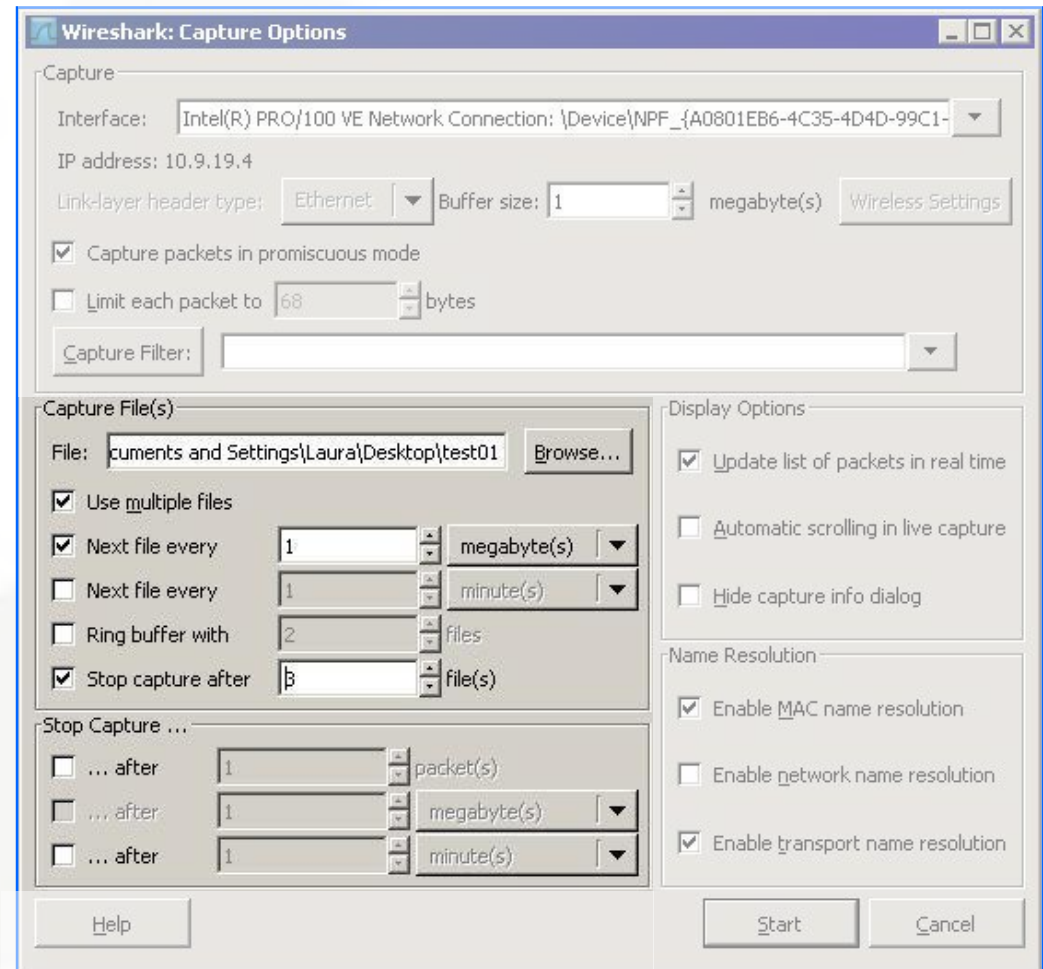 Wireshark: Capture Options
Capture
Interface: Intel(R) PRO/100 VE Network Connection: \Device\NPF_{A0801EB6-4C35-4D4D-99C1-
IP address: 10.9.19.4
Link-layer header type: Ethernet Buffer size: 1 megabyte(s) Wireless Settings
Capture packets in promiscuous mode
Limit each packet to 68 bytes
Capture Filter:
Capture File(s)
File: cuments and Settings\Laura\Desktop\test01 Browse...
Use multiple files
Next file every 1 megabyte(s)
Next file every 1 minute(s)
Ring buffer with 2 files
Stop capture after 3 file(s)
Stop Capture ...
... after 1 packet(s)
... after 1 megabyte(s)
... after 1 minute(s)
Display Options
Update list of packets in real time
Automatic scrolling in live capture
Hide capture info dialog
Name Resolution
Enable MAC name resolution
Enable network name resolution
Enable transport name resolution
Help Start Cancel